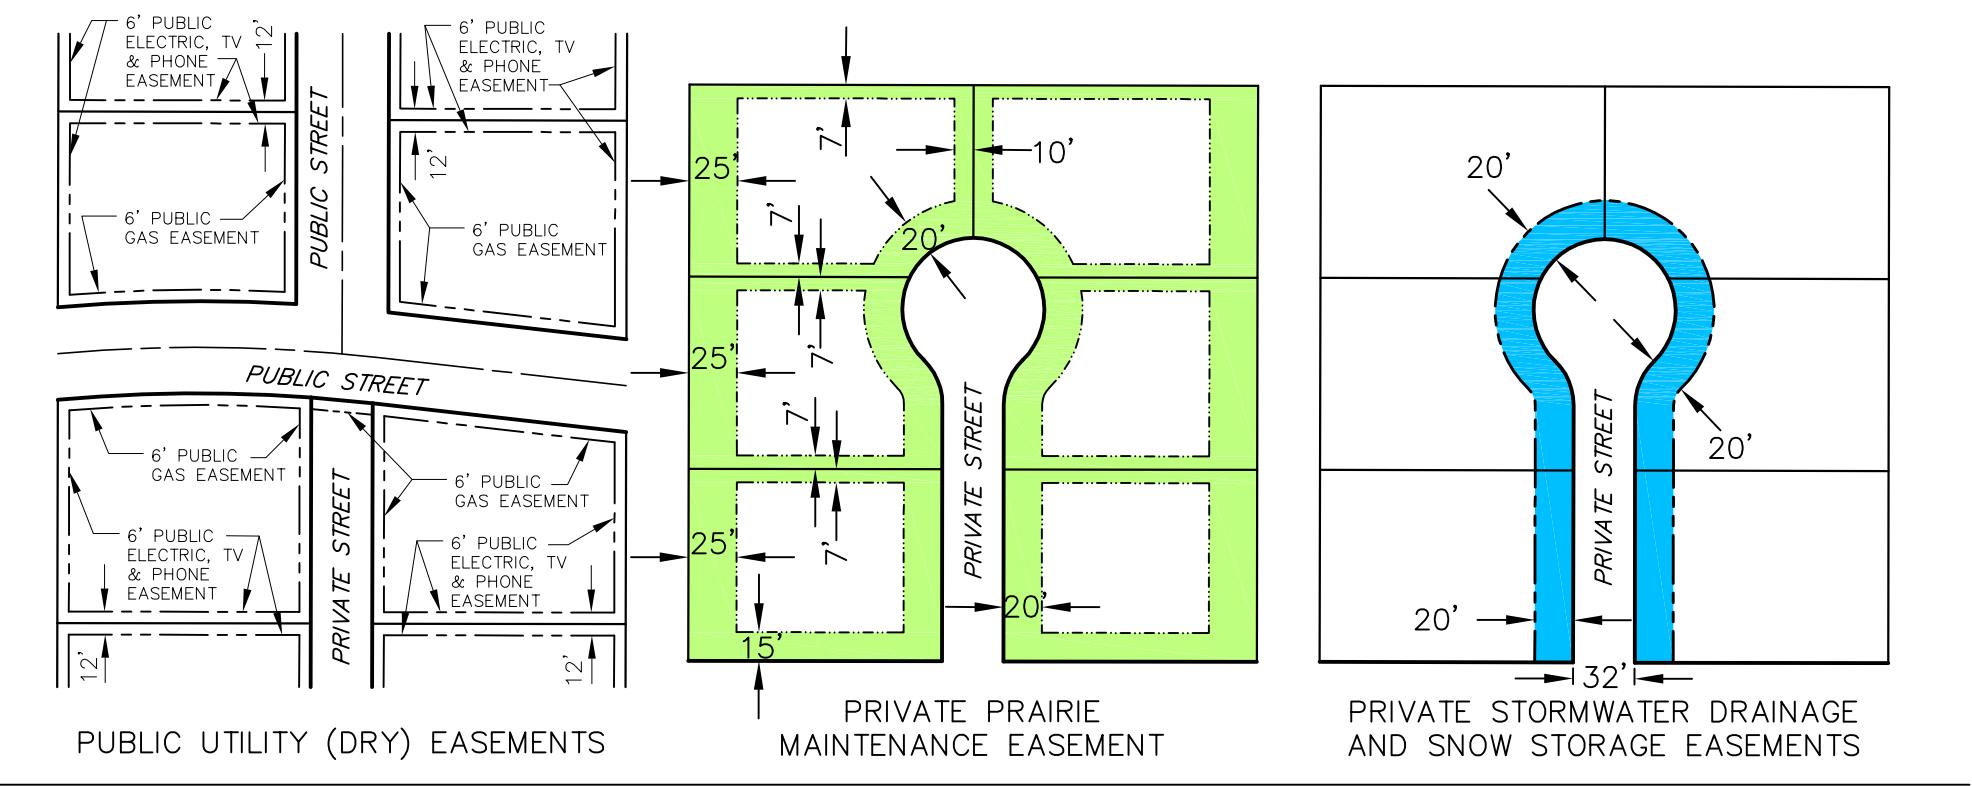 6' PUBLIC
ELECTRIC, TV
& PHONE
EASEMENT
12'
6' PUBLIC
ELECTRIC, TV
& PHONE
EASEMENT
12'
6' PUBLIC
GAS EASEMENT
6' PUBLIC
GAS EASEMENT
PUBLIC STREET
PUBLIC STREET
6' PUBLIC
GAS EASEMENT
6' PUBLIC
GAS EASEMENT
6' PUBLIC
ELECTRIC, TV
& PHONE
EASEMENT
6' PUBLIC
ELECTRIC, TV
& PHONE
EASEMENT
PRIVATE STREET
12'
12'
PUBLIC UTILITY (DRY) EASEMENTS
7'
10'
25'
7'
20'
25'
7'
7'
PRIVATE STREET
25'
7'
20'
15'
PRIVATE PRAIRIE
MAINTENANCE EASEMENT
20'
20'
PRIVATE STREET
20'
32'
PRIVATE STORMWATER DRAINAGE
AND SNOW STORAGE EASEMENTS